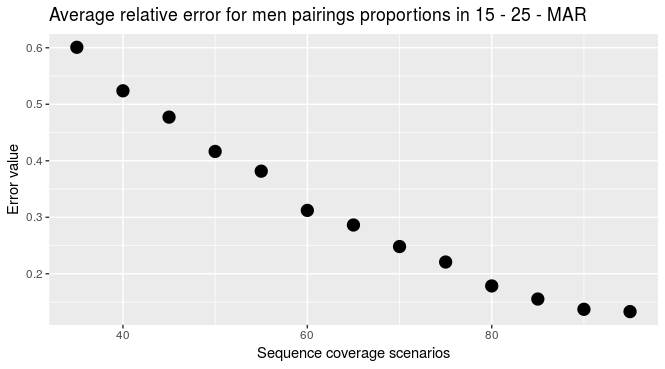 Average relative error for men pairings proportions in 15 - 25 - MAR
Error value
0.6
0.5
0.4
0.3
0.2
40
60
80
Sequence coverage scenarios